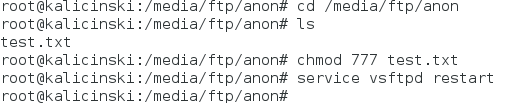 root@kalicinski:/media/ftp/anon# cd /media/ftp/anon
root@kalicinski:/media/ftp/anon# ls
test.txt
root@kalicinski:/media/ftp/anon# chmod 777 test.txt
root@kalicinski:/media/ftp/anon# service vsftpd restart
root@kalicinski:/media/ftp/anon#